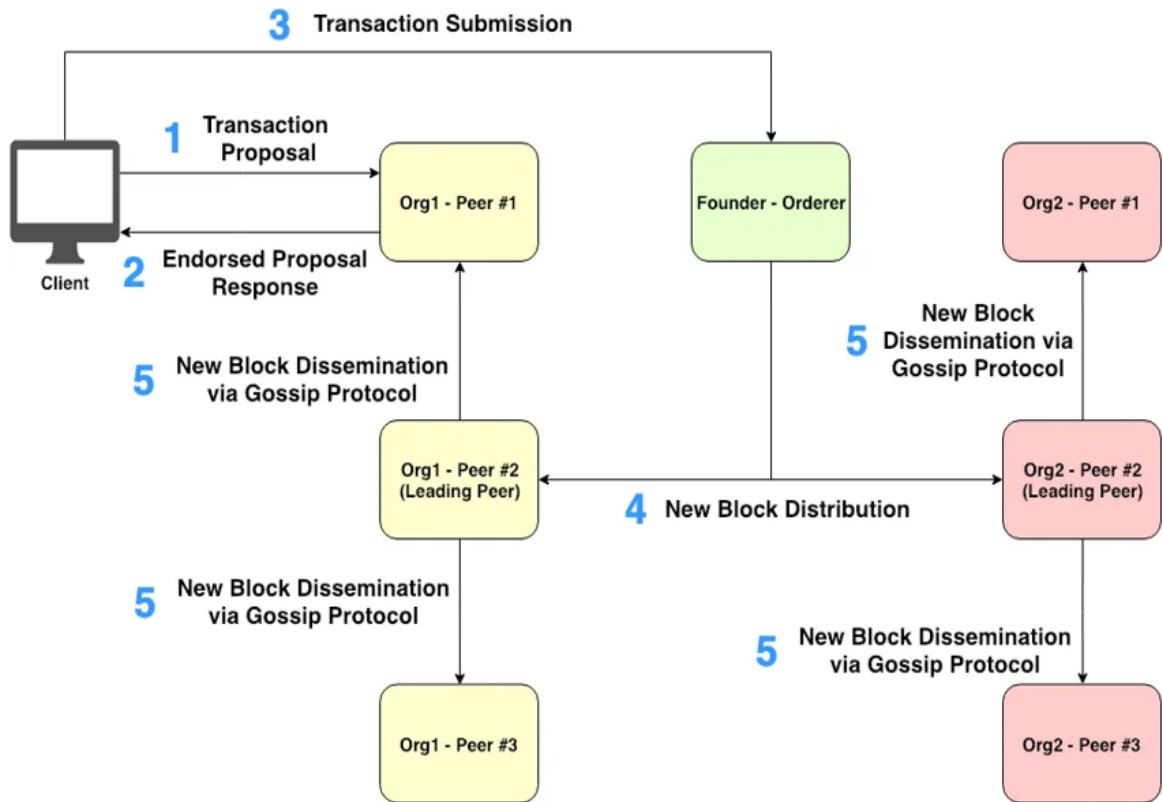 3 Transaction Submission
1 Transaction
Proposal
Org1 - Peer #1
Founder - Orderer
Org2 - Peer #1
Client
2 Endorsed Proposal
Response
5 New Block Dissemination
via Gossip Protocol
5 New Block
Dissemination via
Gossip Protocol
Org1 - Peer #2
(Leading Peer)
4 New Block Distribution
Org2 - Peer #2
(Leading Peer)
5 New Block Dissemination
via Gossip Protocol
5 New Block Dissemination
via Gossip Protocol
Org1 - Peer #3
Org2 - Peer #3